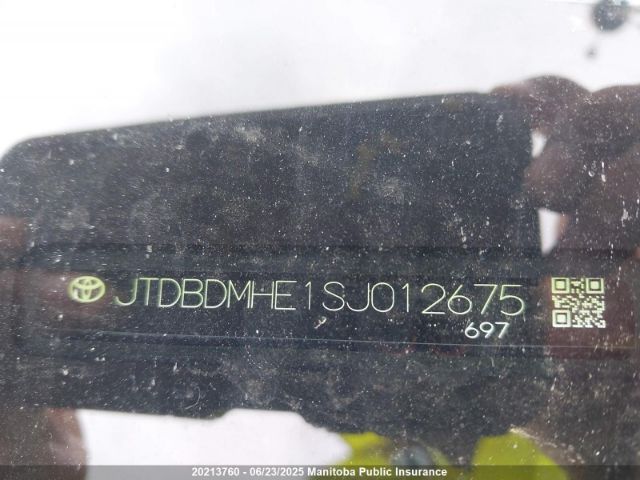 JTDBDMHE1SJ012675
697
20213760 - 06/23/2025 Manitoba Public Insurance